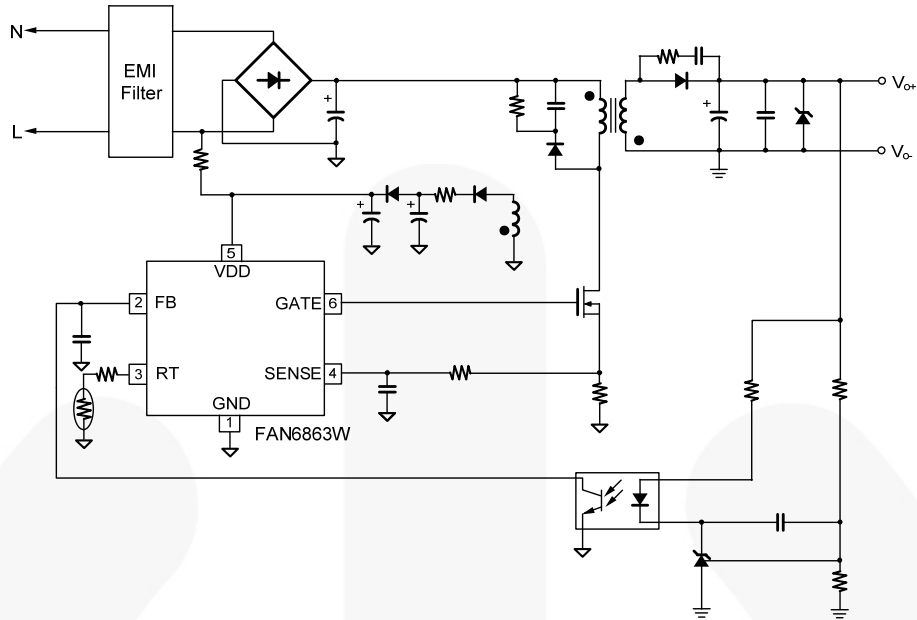 N
L
EMI
Filter
+
Vo+
+
Vo-
+
+
5
VDD
2
FB
GATE
6
3
RT
SENSE
4
GND
1
FAN6863W